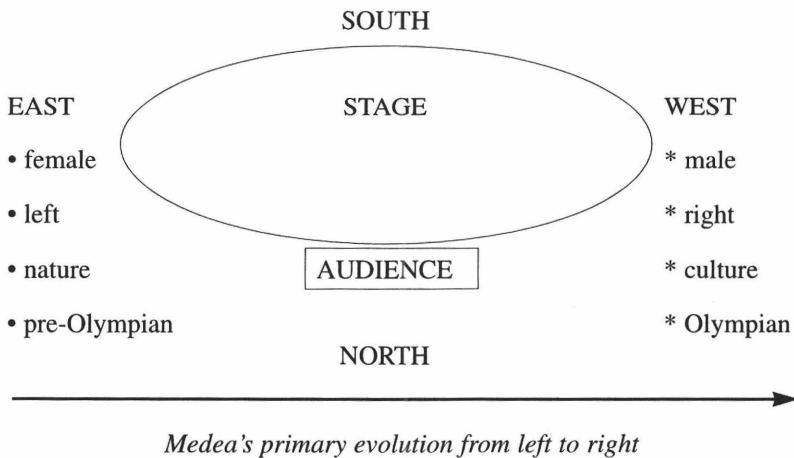 SOUTH
EAST STAGE WEST
• female * male
• left * right
• nature AUDIENCE * culture
• pre-Olympian * Olympian
NORTH
Medea's primary evolution from left to right